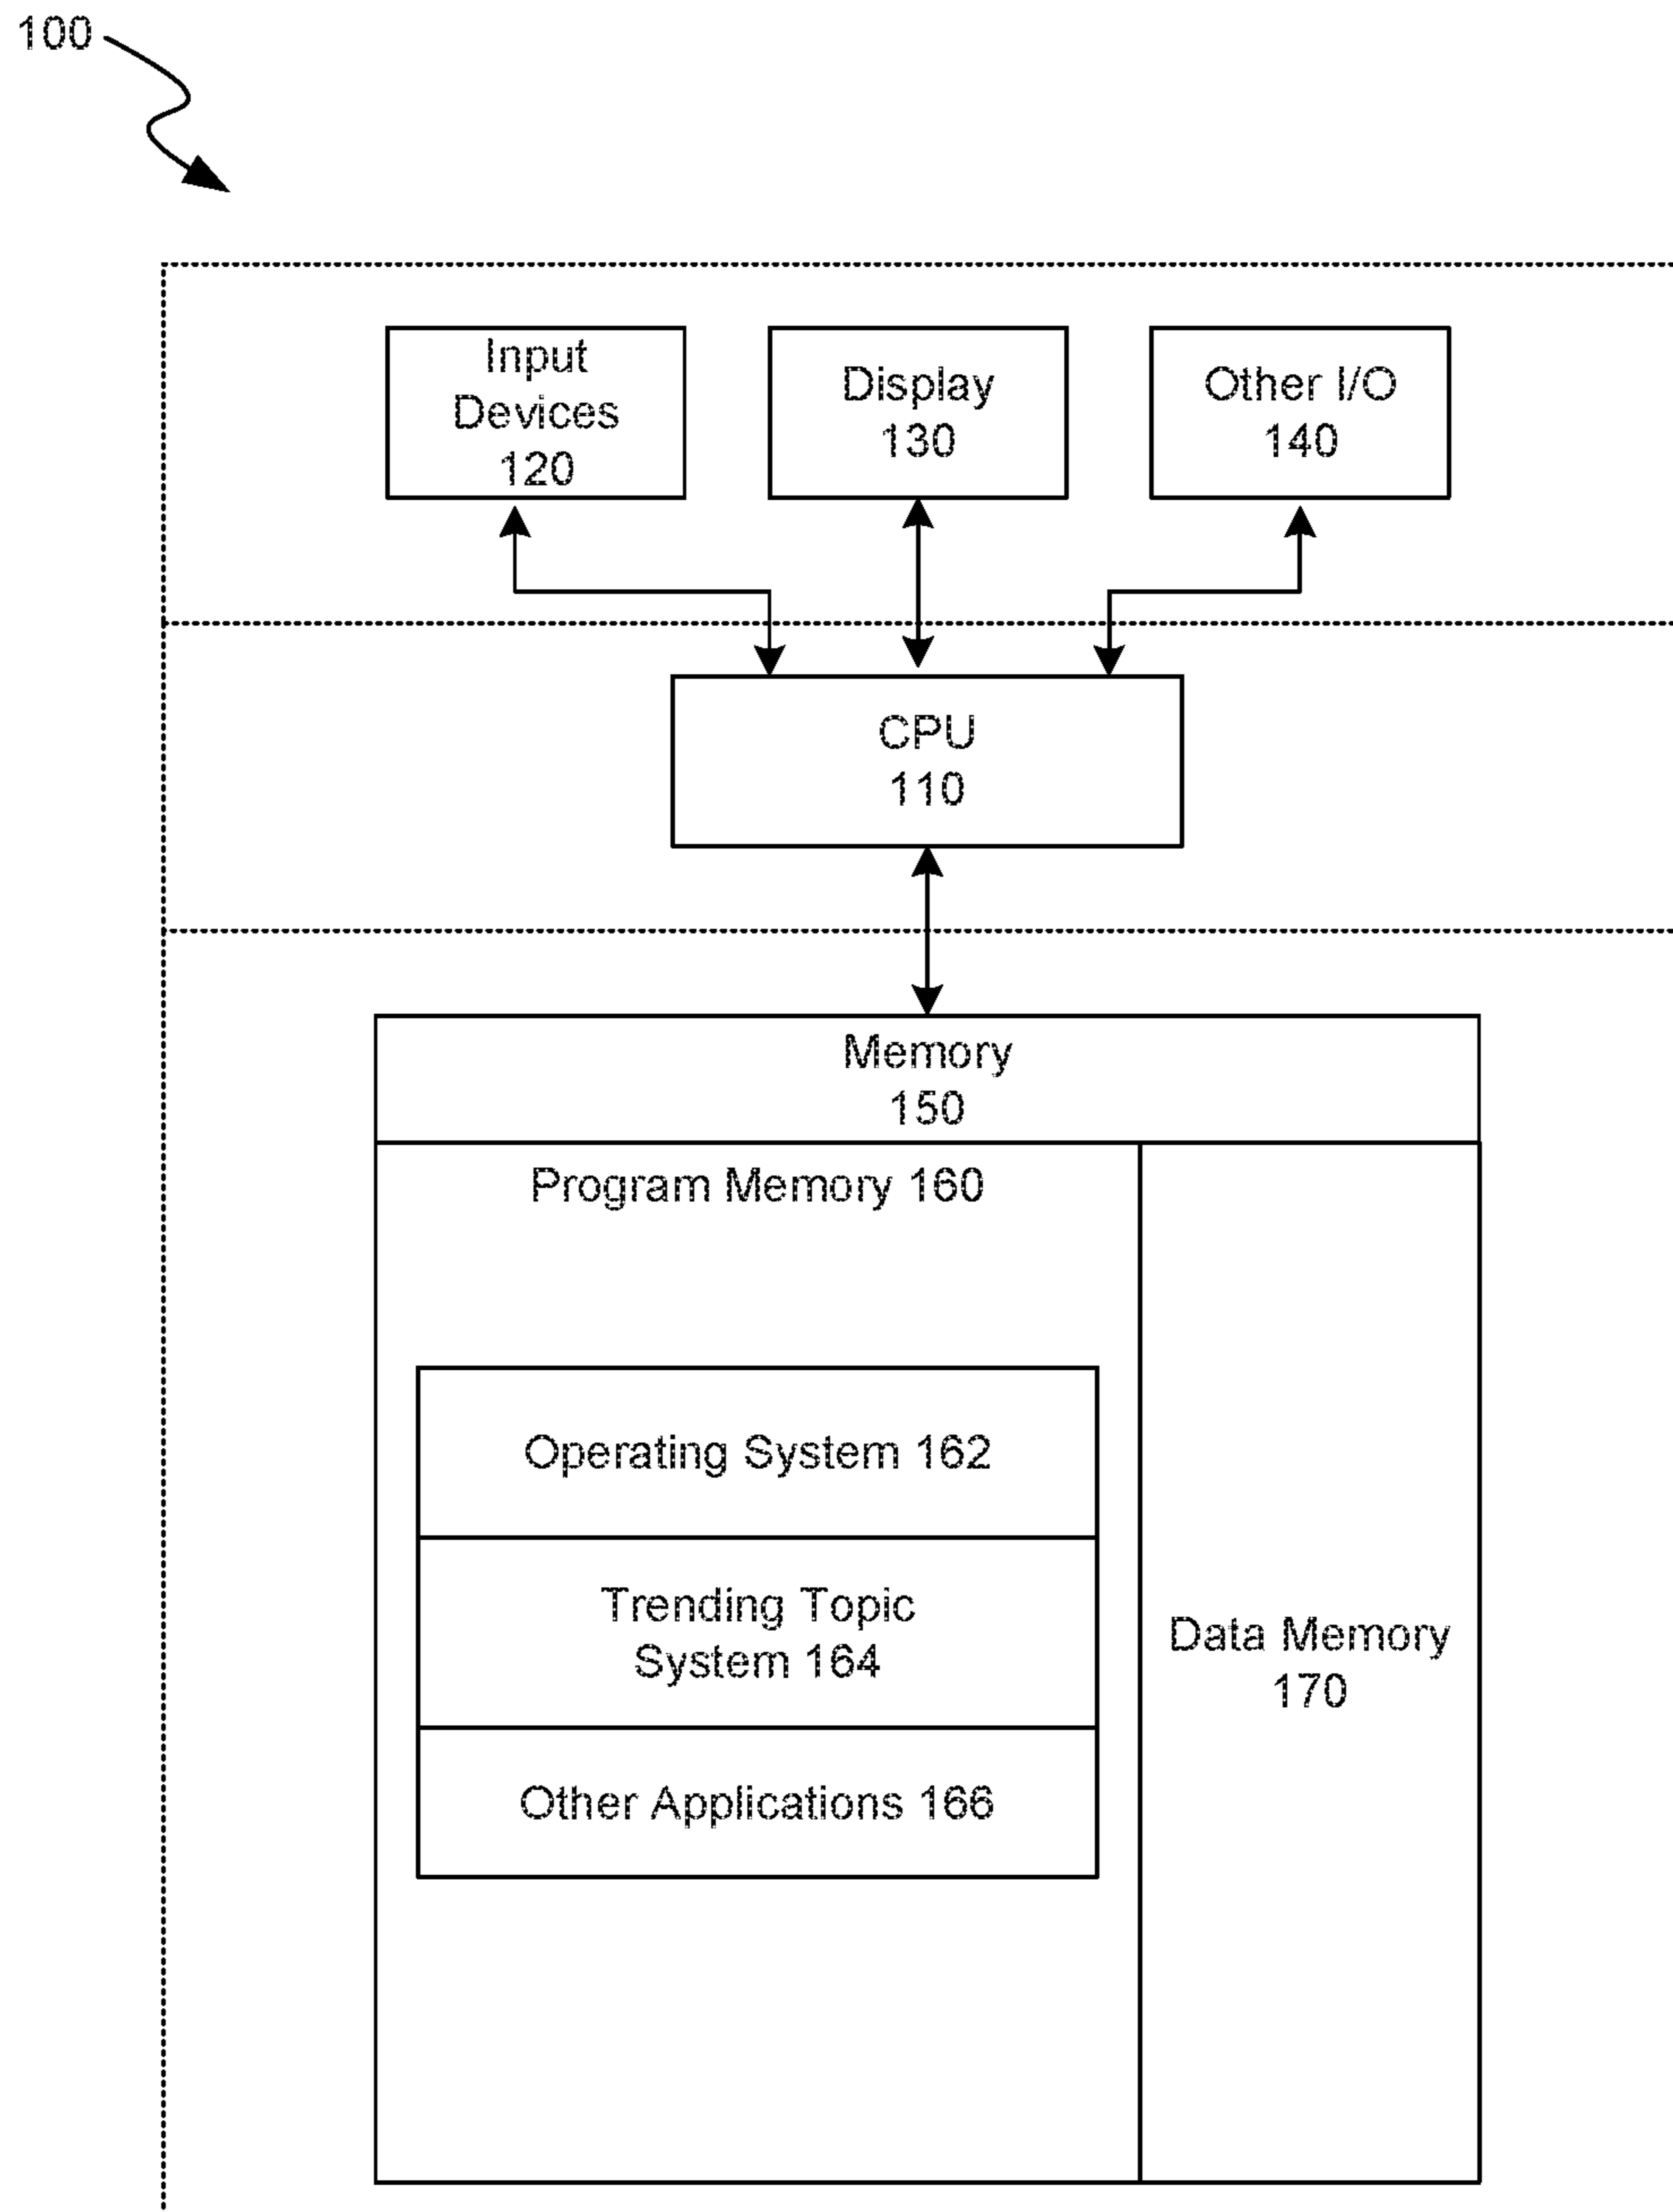 100
Input
Devices
120
Display
130
Other I/O
140
CPU
110
Memory
150
Program Memory 160
Operating System 162
Trending Topic
System 164
Other Applications 166
Data Memory
170